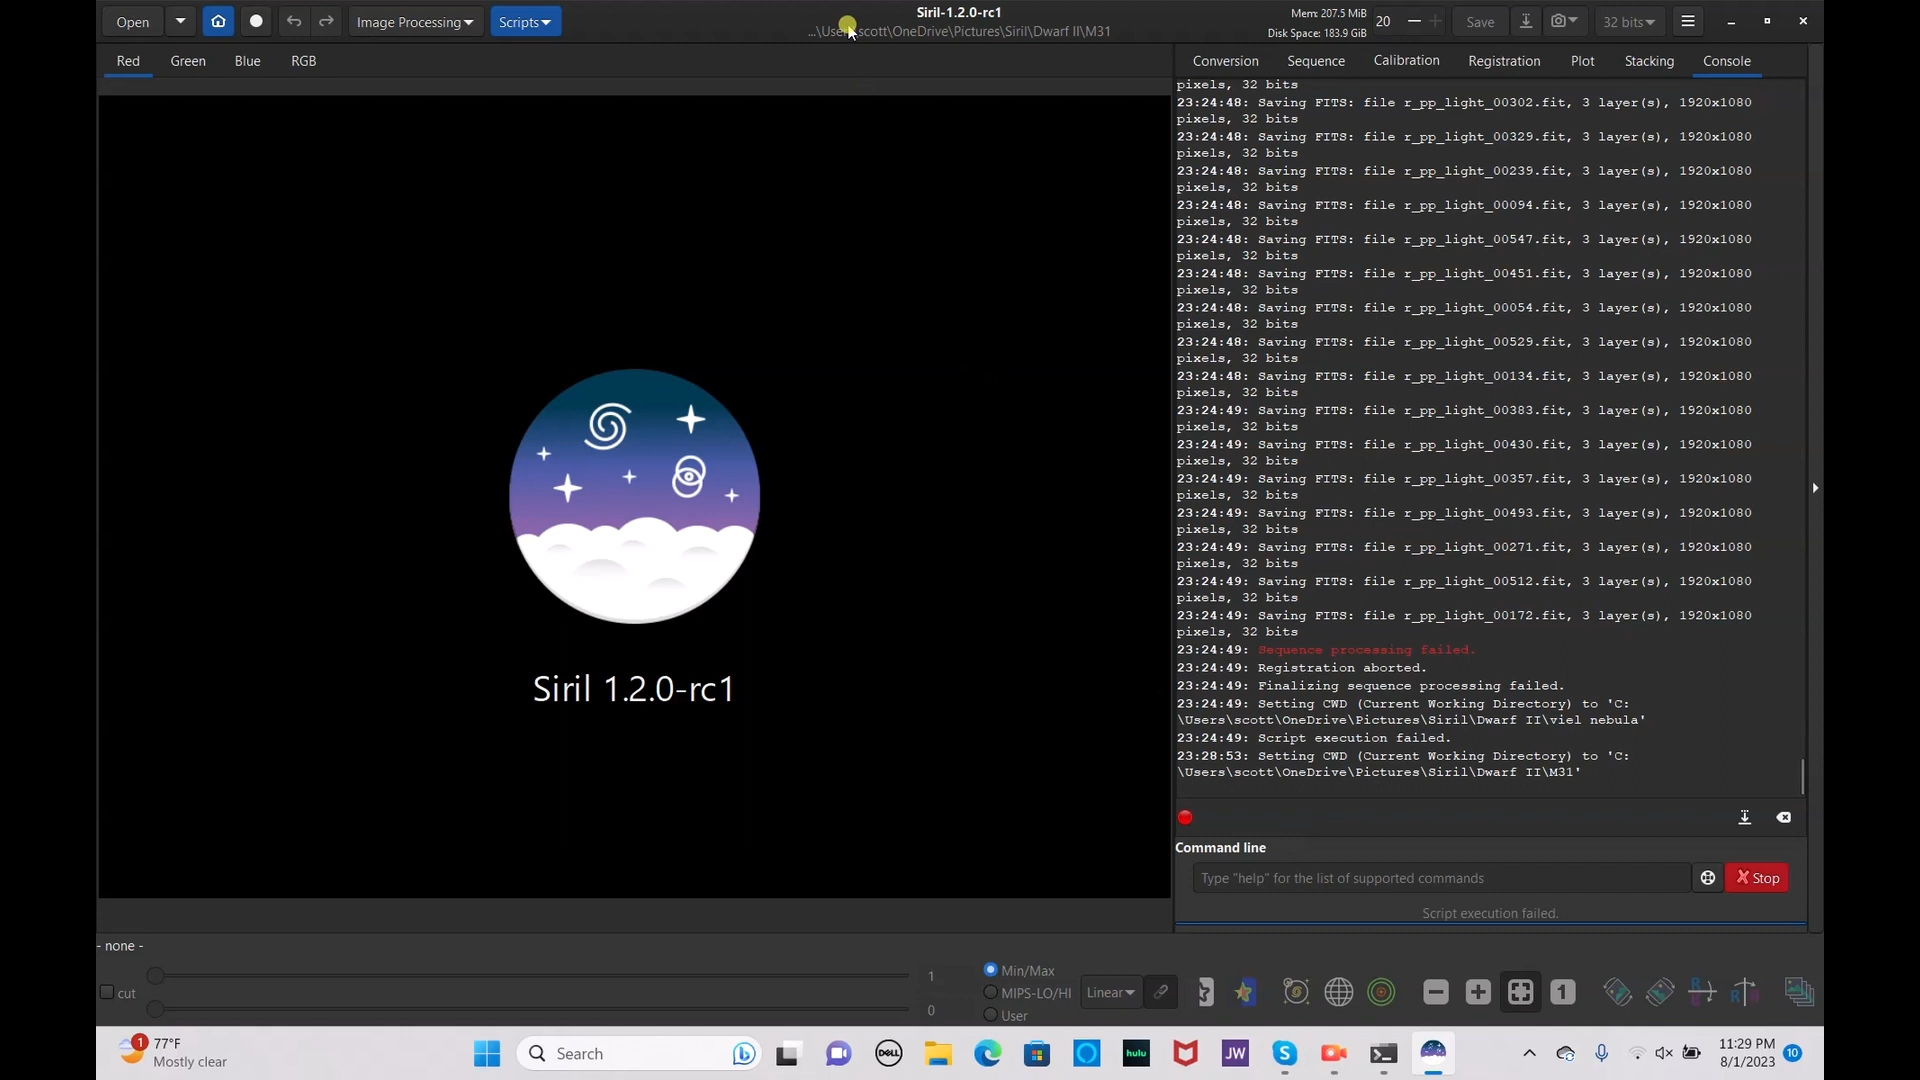 Open
Image Processing
Scripts
Siril-1.2.0-rc1
...\Use scott\OneDrive\Pictures\Siril\Dwarf II\M31
Mem: 207.5 MiB
Disk Space: 183.9 GiB
20
Save
32 bits
Red Green Blue RGB
Conversion Sequence Calibration Registration Plot Stacking Console
pixels, 32 bits
23:24:48: Saving FITS: file r_pp_light_00302.fit, 3 layer(s), 1920x1080
pixels, 32 bits
23:24:48: Saving FITS: file r_pp_light_00329.fit, 3 layer(s), 1920x1080
pixels, 32 bits
23:24:48: Saving FITS: file r_pp_light_00239.fit, 3 layer(s), 1920x1080
pixels, 32 bits
23:24:48: Saving FITS: file r_pp_light_00094.fit, 3 layer(s), 1920x1080
pixels, 32 bits
23:24:48: Saving FITS: file r_pp_light_00547.fit, 3 layer(s), 1920x1080
pixels, 32 bits
23:24:48: Saving FITS: file r_pp_light_00451.fit, 3 layer(s), 1920x1080
pixels, 32 bits
23:24:48: Saving FITS: file r_pp_light_00054.fit, 3 layer(s), 1920x1080
pixels, 32 bits
23:24:48: Saving FITS: file r_pp_light_00529.fit, 3 layer(s), 1920x1080
pixels, 32 bits
23:24:48: Saving FITS: file r_pp_light_00134.fit, 3 layer(s), 1920x1080
pixels, 32 bits
23:24:49: Saving FITS: file r_pp_light_00383.fit, 3 layer(s), 1920x1080
pixels, 32 bits
23:24:49: Saving FITS: file r_pp_light_00430.fit, 3 layer(s), 1920x1080
pixels, 32 bits
23:24:49: Saving FITS: file r_pp_light_00357.fit, 3 layer(s), 1920x1080
pixels, 32 bits
23:24:49: Saving FITS: file r_pp_light_00493.fit, 3 layer(s), 1920x1080
pixels, 32 bits
23:24:49: Saving FITS: file r_pp_light_00271.fit, 3 layer(s), 1920x1080
pixels, 32 bits
23:24:49: Saving FITS: file r_pp_light_00512.fit, 3 layer(s), 1920x1080
pixels, 32 bits
23:24:49: Saving FITS: file r_pp_light_00172.fit, 3 layer(s), 1920x1080
pixels, 32 bits
23:24:49: Sequence processing failed.
23:24:49: Registration aborted.
23:24:49: Finalizing sequence processing failed.
23:24:49: Setting CWD (Current Working Directory) to 'C:
\Users\scott\OneDrive\Pictures\Siril\Dwarf II\viel nebula'
23:24:49: Script execution failed.
23:28:53: Setting CWD (Current Working Directory) to 'C:
\Users\scott\OneDrive\Pictures\Siril\Dwarf II\M31'
Siril 1.2.0-rc1
Command line
Type "help" for the list of supported commands
Stop
Script execution failed.
- none -
cut
1
0
Min/Max
MIPS-LO/HI
User
Linear
1
R
R
1
77°F
Mostly clear
Search
DELL
hulu
JW
11:29 PM
8/1/2023
10